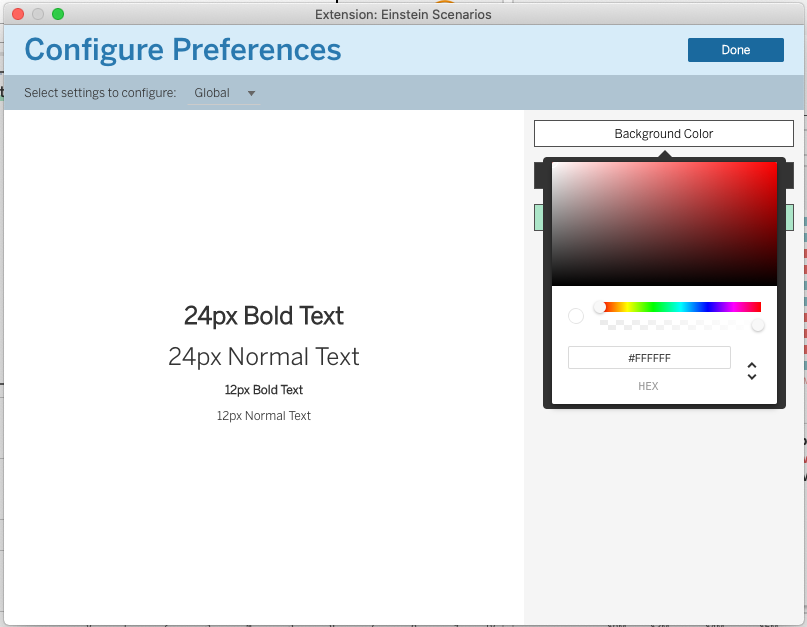 Extension: Einstein Scenarios
Configure Preferences
Done
Select settings to configure: Global
Background Color
24px Bold Text
24px Normal Text
12px Bold Text
12px Normal Text
#FFFFFF
HEX